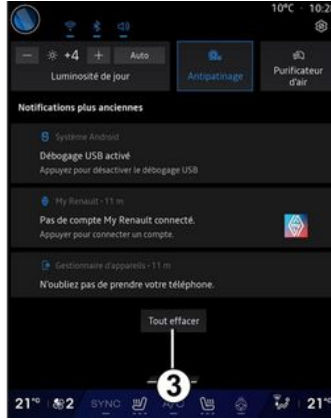 10°C · 10:2
— +4 + Auto
Luminosité de jour
Antipatinage
Purificateur
d'air
Notifications plus anciennes
Système Android
Débogage USB activé
Appuyez pour désactiver le débogage USB
My Renault • 11 m
Pas de compte My Renault connecté.
Appuyer pour connecter un compte.
Gestionnaire d'appareils • 11 m
N'oubliez pas de prendre votre téléphone.
Tout effacer
3
21°C 2 SYNC A/C 21°